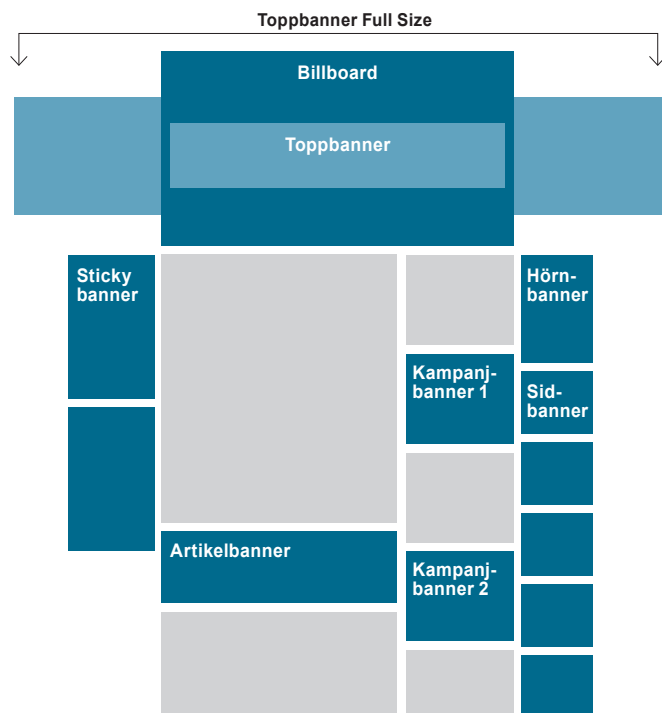 Toppbanner Full Size
Billboard
Toppbanner
Sticky
banner
Hörn-
banner
Kampanj-
banner 1
Sid-
banner
Artikelbanner
Kampanj-
banner 2